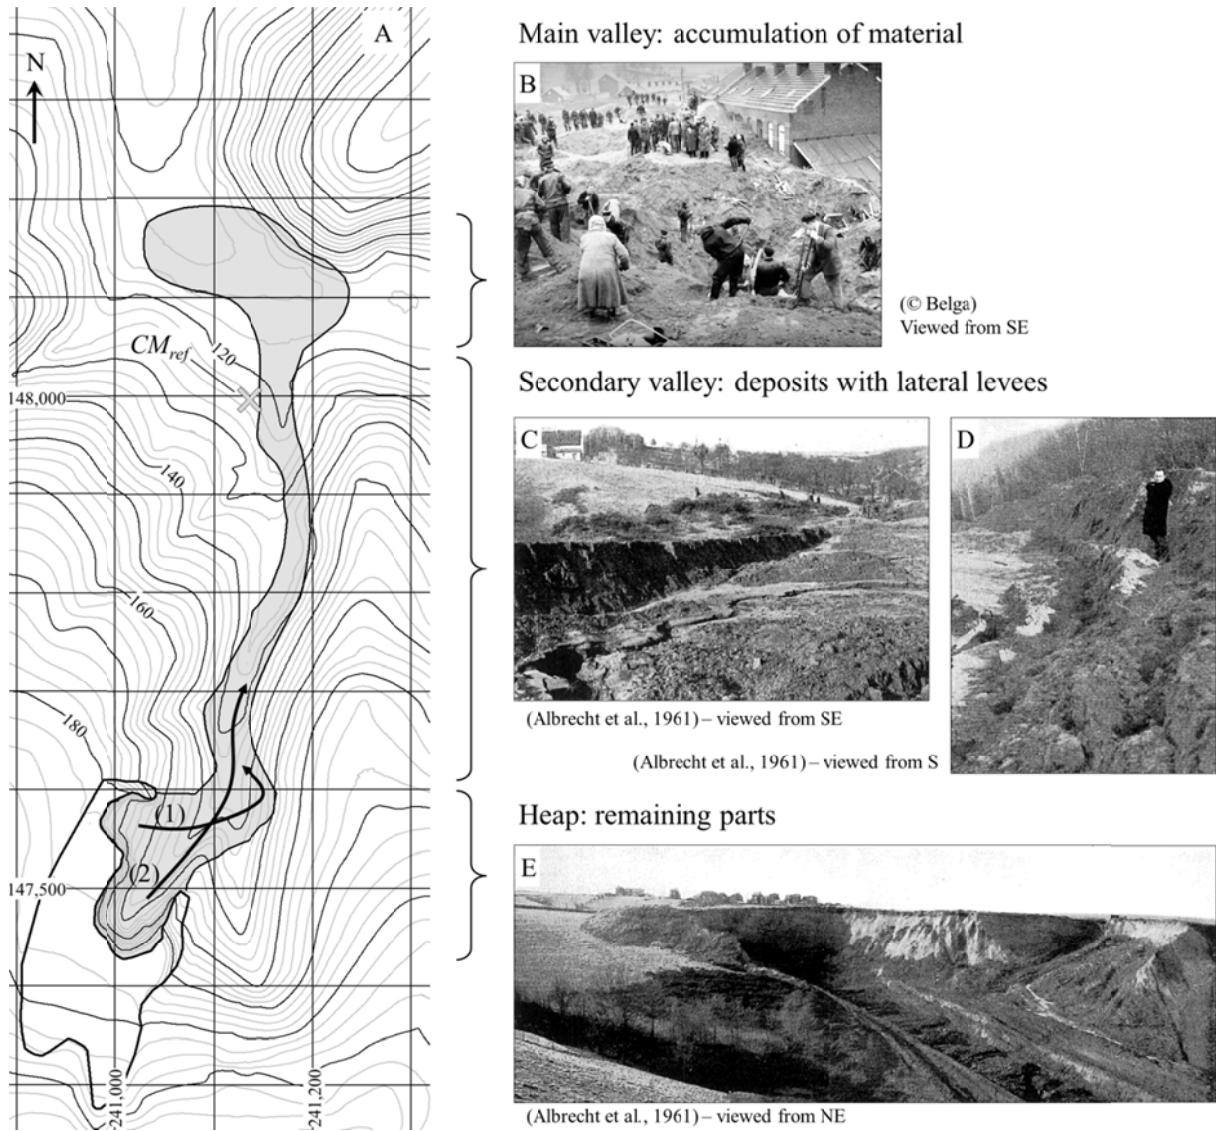 A
N
120
CM_ref
148,000
140
160
180
(1)
(2)
147,500
241,000
241,200
Main valley: accumulation of material
B
(© Belga)
Viewed from SE
Secondary valley: deposits with lateral levees
C
D
(Albrecht et al., 1961) – viewed from SE
(Albrecht et al., 1961) – viewed from S
Heap: remaining parts
E
(Albrecht et al., 1961) – viewed from NE